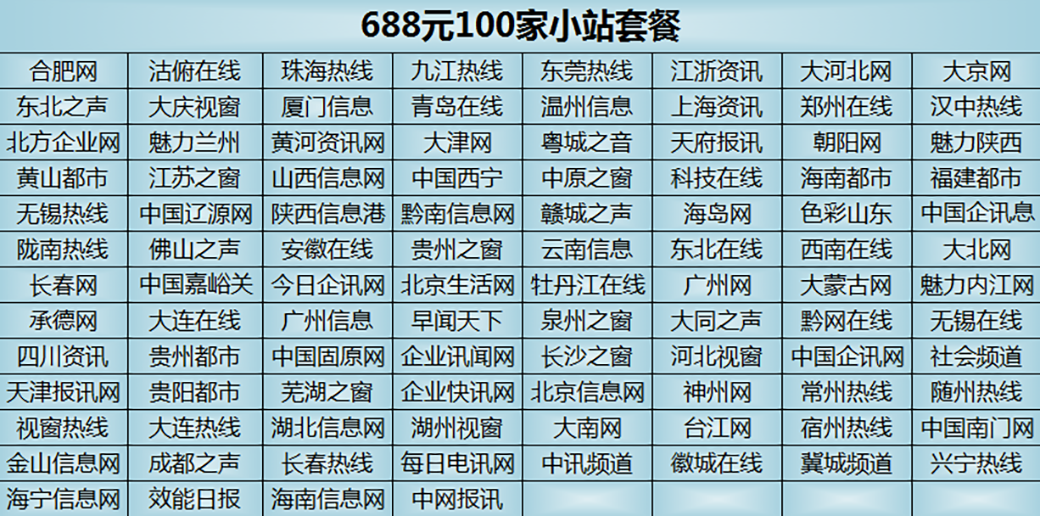 688元100家小站套餐
合肥网 沽俯在线 珠海热线 九江热线 东莞热线 江浙资讯 大河北网 大京网
东北之声 大庆视窗 厦门信息 青岛在线 温州信息 上海资讯 郑州在线 汉中热线
北方企业网 魅力兰州 黄河资讯网 大津网 粤城之音 天府报讯 朝阳网 魅力陕西
黄山都市 江苏之窗 山西信息网 中国西宁 中原之窗 科技在线 海南都市 福建都市
无锡热线 中国辽源网 陕西信息港 黔南信息网 赣城之声 海岛网 色彩山东 中国企讯息
陇南热线 佛山之声 安徽在线 贵州之窗 云南信息 东北在线 西南在线 大北网
长春网 中国嘉峪关 今日企讯网 北京生活网 牡丹江在线 广州网 大蒙古网 魅力内江网
承德网 大连在线 广州信息 早闻天下 泉州之窗 大同之声 黔网在线 无锡在线
四川资讯 贵州都市 中国固原网 企业讯闻网 长沙之窗 河北视窗 中国企讯网 社会频道
天津报讯网 贵阳都市 芜湖之窗 企业快讯网 北京信息网 神州网 常州热线 随州热线
视窗热线 大连热线 湖北信息网 湖州视窗 大南网 台江网 宿州热线 中国南门网
金山信息网 成都之声 长春热线 每日电讯网 中讯频道 徽城在线 冀城频道 兴宁热线
海宁信息网 效能日报 海南信息网 中网报讯